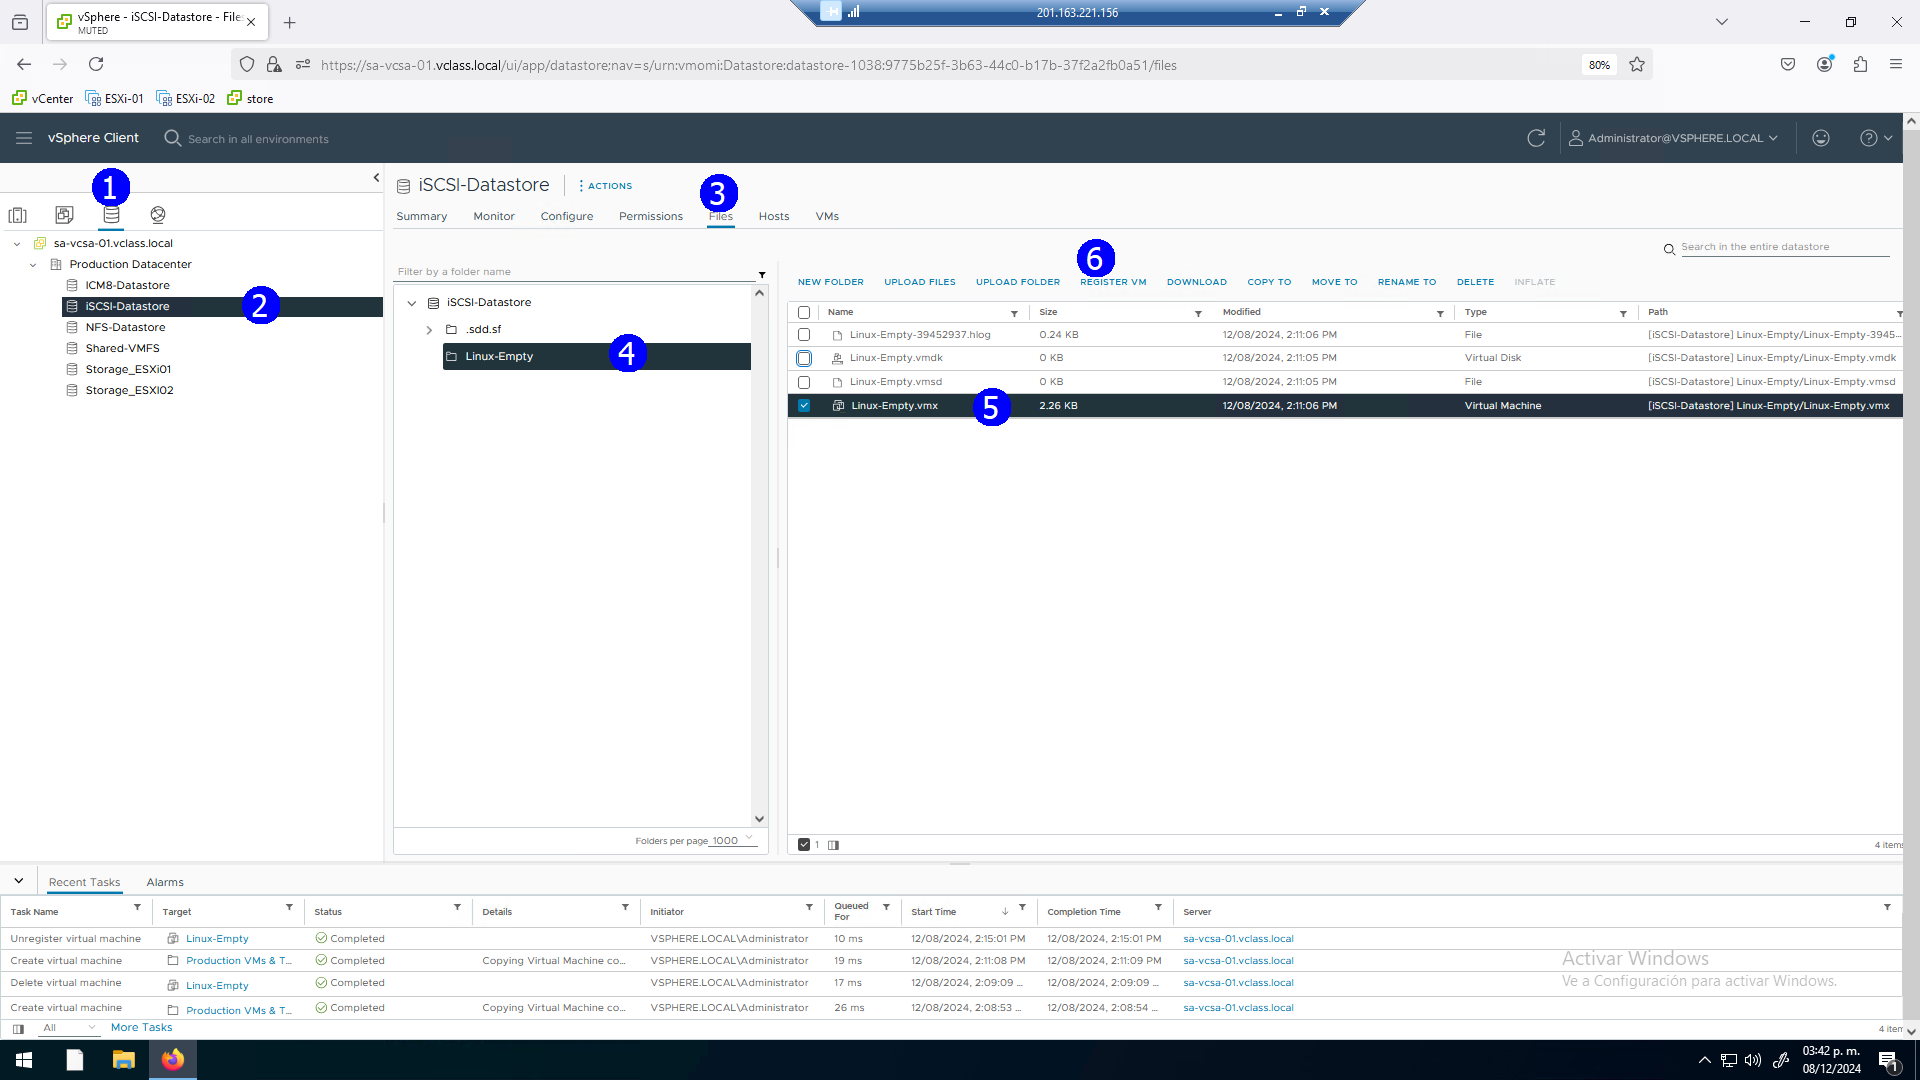 vSphere - iSCSI-Datastore - File
MUTED
201.163.221.156
https://sa-vcsa-01.vclass.local/ui/app/datastore;nav=s/urn:vmomi:Datastore:datastore-1038:9775b25f-3b63-44c0-b17b-37f2a2fb0a51/files
80%
vCenter ESXi-01 ESXi-02 store
vSphere Client
Search in all environments
Administrator@VSPHERE.LOCAL
1
sa-vcsa-01.vclass.local
Production Datacenter
ICM8-Datastore
iSCSI-Datastore
2
NFS-Datastore
Shared-VMFS
Storage_ESXi01
Storage_ESXI02
iSCSI-Datastore
ACTIONS
3
Summary Monitor Configure Permissions Files Hosts VMs
Search in the entire datastore
Filter by a folder name
iSCSI-Datastore
.sdd.sf
Linux-Empty
4
Folders per page 1000
6
NEW FOLDER UPLOAD FILES UPLOAD FOLDER REGISTER VM DOWNLOAD COPY TO MOVE TO RENAME TO DELETE INFLATE
Name Size Modified Type Path
Linux-Empty-39452937.hlog 0.24 KB 12/08/2024, 2:11:06 PM File [iSCSI-Datastore] Linux-Empty/Linux-Empty-3945...
Linux-Empty.vmdk 0 KB 12/08/2024, 2:11:05 PM Virtual Disk [iSCSI-Datastore] Linux-Empty/Linux-Empty.vmdk
Linux-Empty.vmsd 0 KB 12/08/2024, 2:11:05 PM File [iSCSI-Datastore] Linux-Empty/Linux-Empty.vmsd
Linux-Empty.vmx 5 2.26 KB 12/08/2024, 2:11:06 PM Virtual Machine [iSCSI-Datastore] Linux-Empty/Linux-Empty.vmx
1
4 items
Recent Tasks Alarms
Task Name Target Status Details Initiator Queued For Start Time Completion Time Server
Unregister virtual machine Linux-Empty Completed VSPHERE.LOCAL\Administrator 10 ms 12/08/2024, 2:15:01 PM 12/08/2024, 2:15:01 PM sa-vcsa-01.vclass.local
Create virtual machine Production VMs & T... Completed Copying Virtual Machine co... VSPHERE.LOCAL\Administrator 19 ms 12/08/2024, 2:11:08 PM 12/08/2024, 2:11:09 PM sa-vcsa-01.vclass.local
Delete virtual machine Linux-Empty Completed VSPHERE.LOCAL\Administrator 17 ms 12/08/2024, 2:09:09 ... 12/08/2024, 2:09:09 ... sa-vcsa-01.vclass.local
Create virtual machine Production VMs & T... Completed Copying Virtual Machine co... VSPHERE.LOCAL\Administrator 26 ms 12/08/2024, 2:08:53 ... 12/08/2024, 2:08:54 ... sa-vcsa-01.vclass.local
All More Tasks
4 item
Activar Windows
Ve a Configuración para activar Windows.
03:42 p. m.
08/12/2024
1